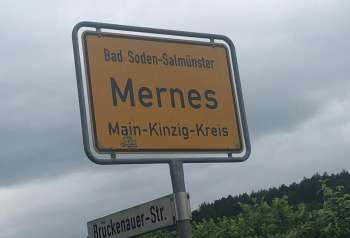 Bad Soden-Salmünster
Mernes
Main-Kinzig-Kreis
Brückenauer-Str.